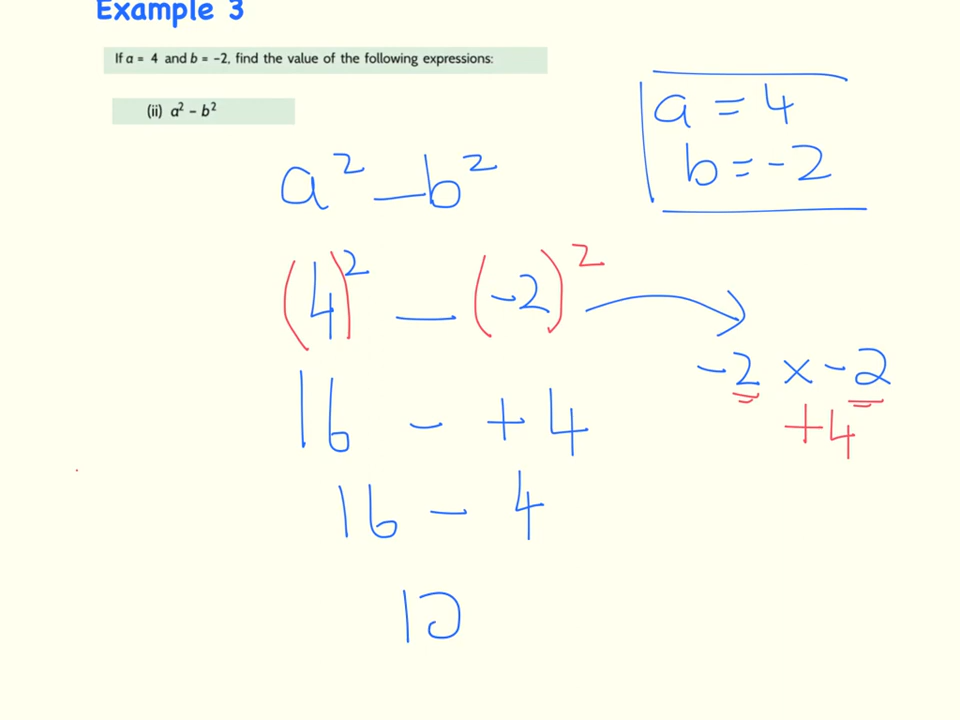 Example 3
If a = 4 and b = -2, find the value of the following expressions:
(ii) a² - b²
a = 4
b = -2
a² - b²
(4)² - (-2)²
-2 x -2
+4
16 - + 4
16 - 4